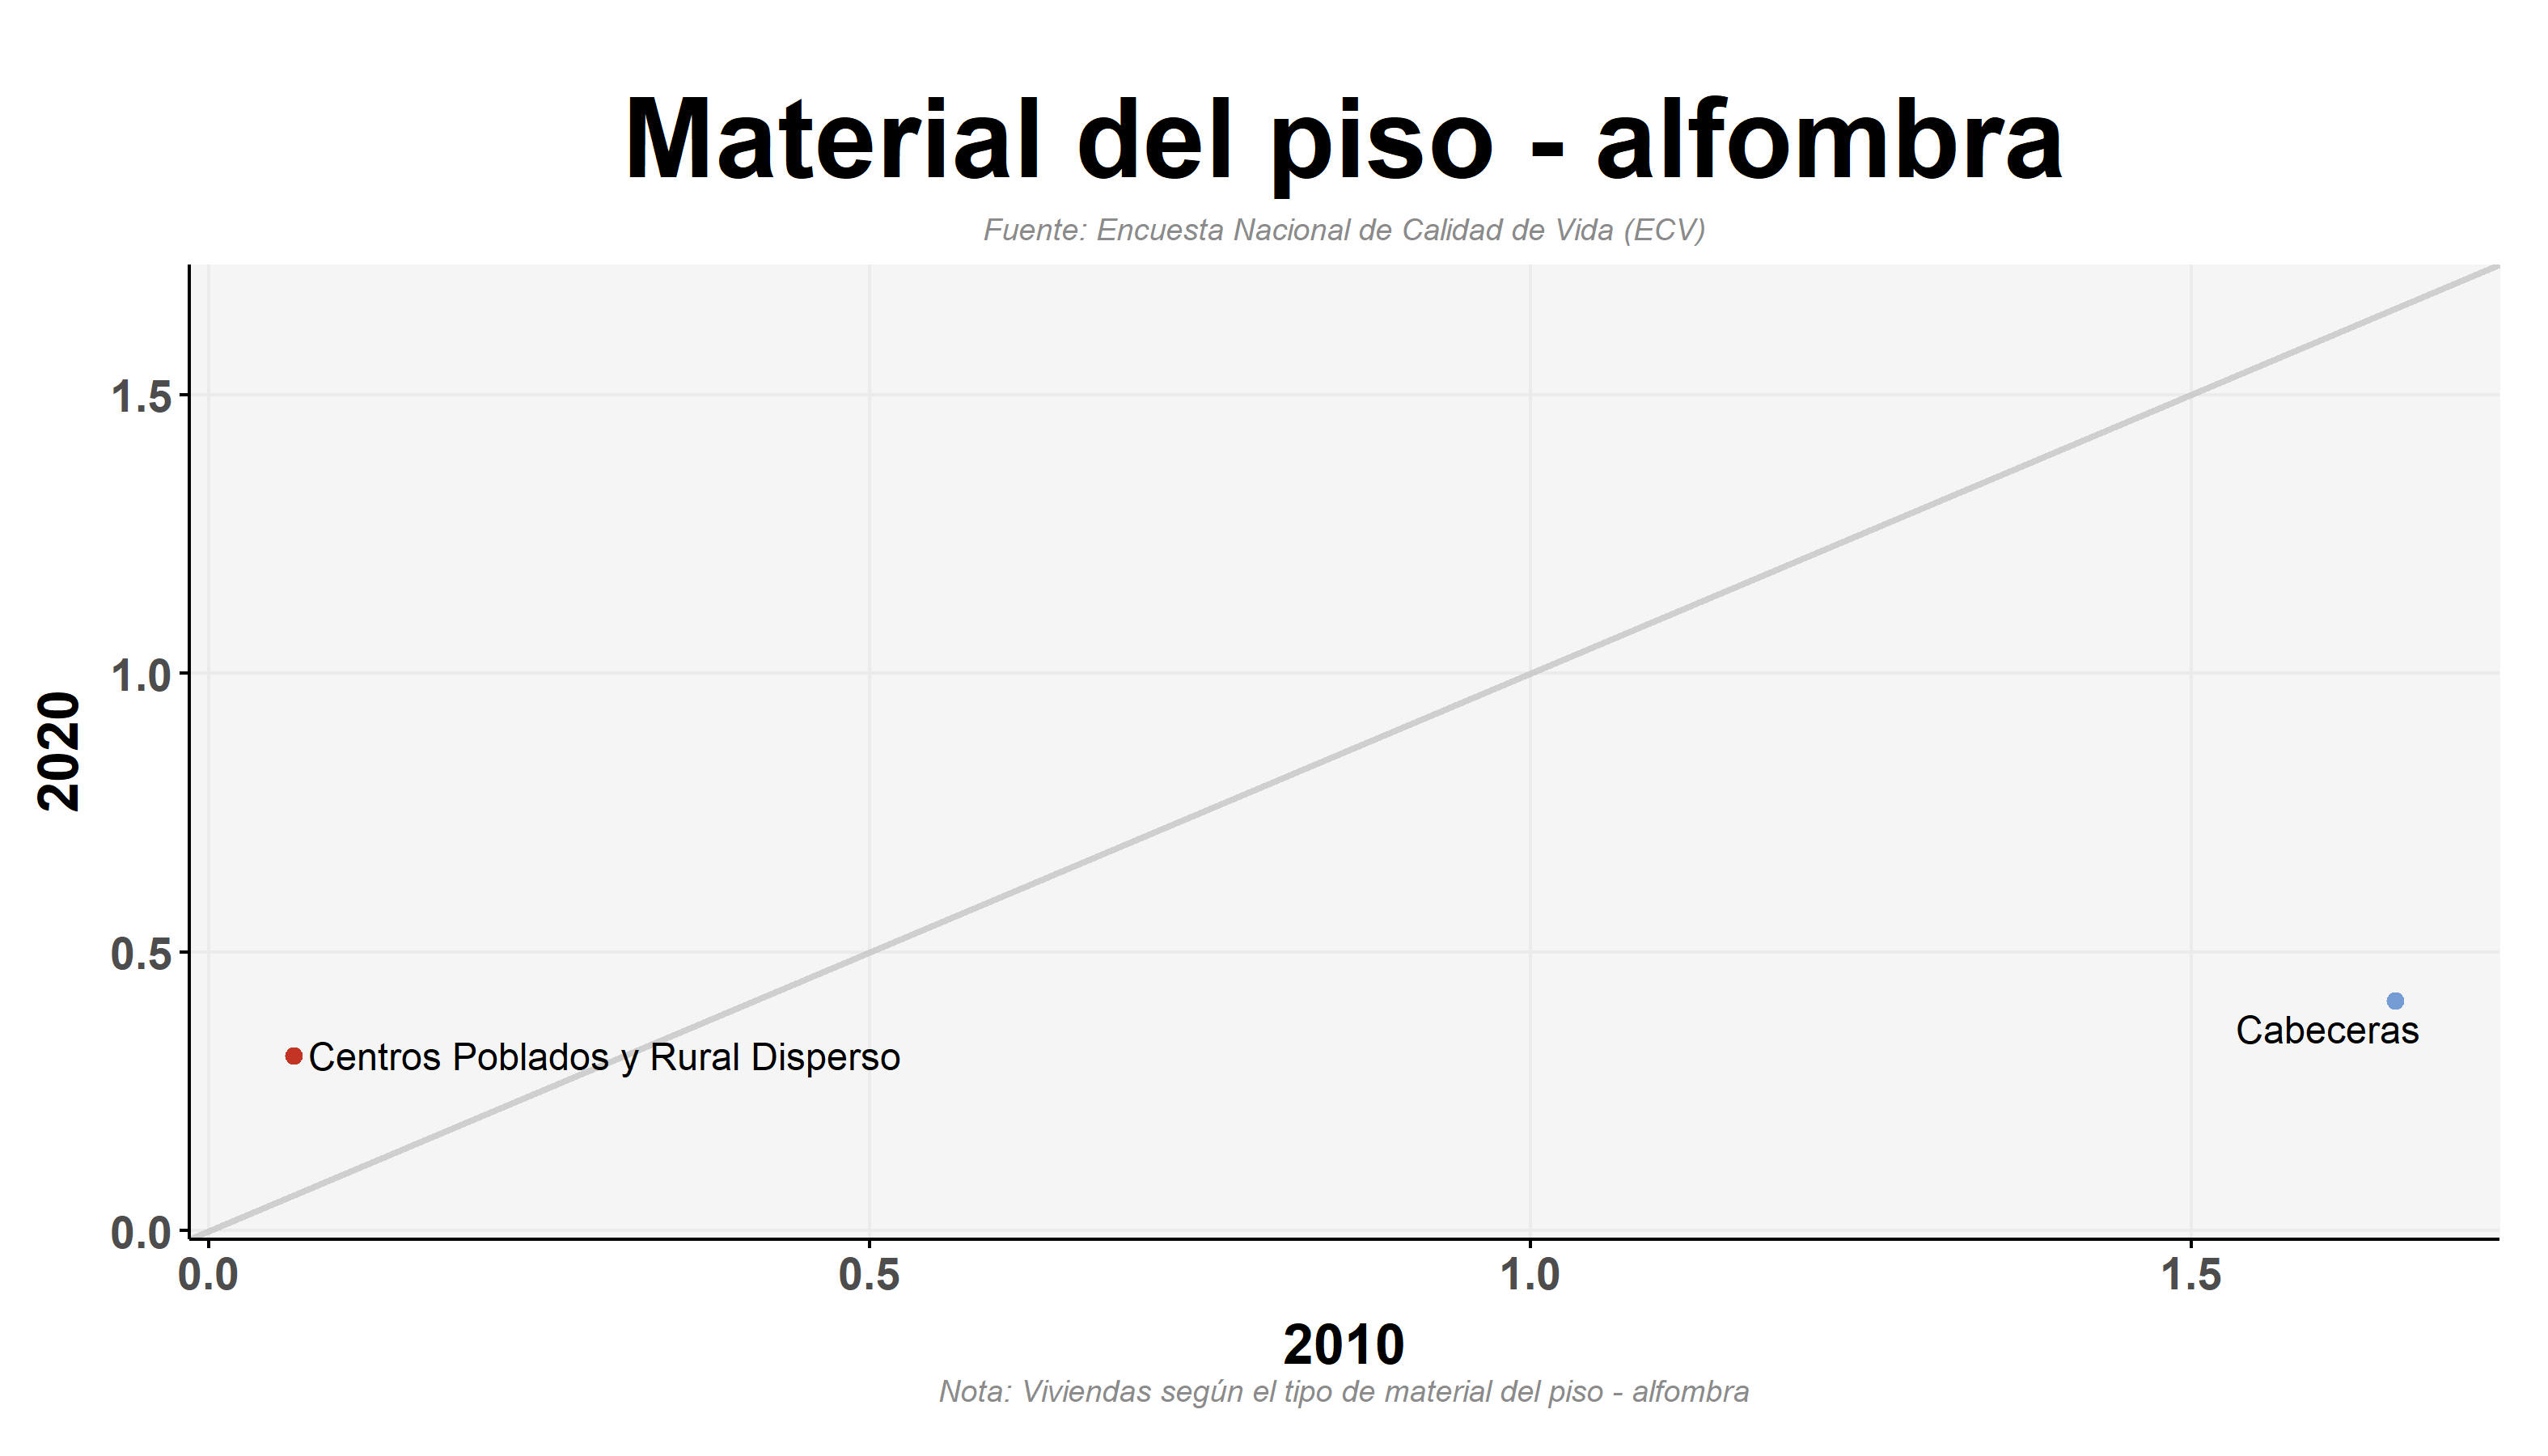 Material del piso - alfombra
Fuente: Encuesta Nacional de Calidad de Vida (ECV)
2020
1.5
1.0
0.5
0.0
Centros Poblados y Rural Disperso
Cabeceras
0.0
0.5
1.0
1.5
2010
Nota: Viviendas según el tipo de material del piso - alfombra